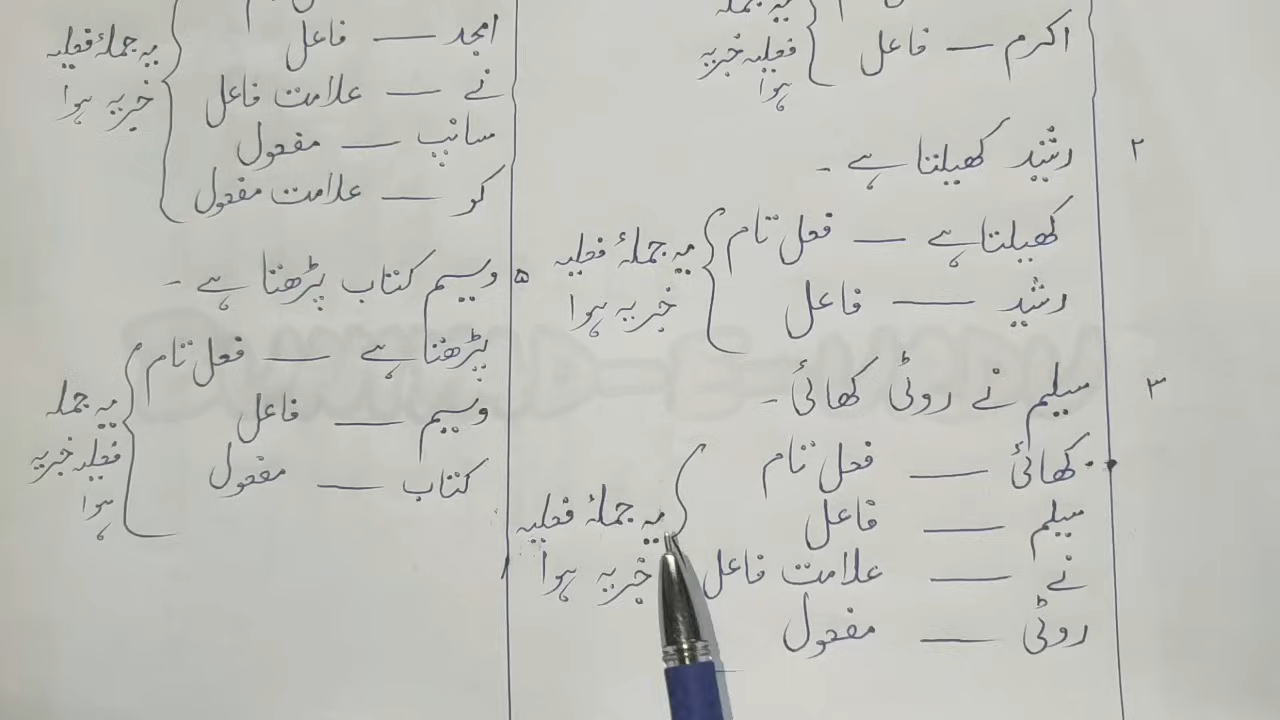 اکرم — فاعل
فعلیہ خبریہ
ہوا
۲ رشید کھیلتا ہے۔
کھیلتا ہے — فعل تام
رشید — فاعل
یہ جملۂ فعلیہ
خبریہ ہوا
۳ سلیم نے روٹی کھائی۔
کھائی — فعل تام
سلیم — فاعل
نے — علامت فاعل
روٹی — مفعول
یہ جملۂ فعلیہ
خبریہ ہوا
امجد — فاعل
نے — علامت فاعل
سانپ — مفعول
کو — علامت مفعول
یہ جملۂ فعلیہ
خبریہ ہوا
۵ وسیم کتاب پڑھتا ہے۔
پڑھتا ہے — فعل تام
وسیم — فاعل
کتاب — مفعول
یہ جملہ
فعلیہ خبریہ
ہوا